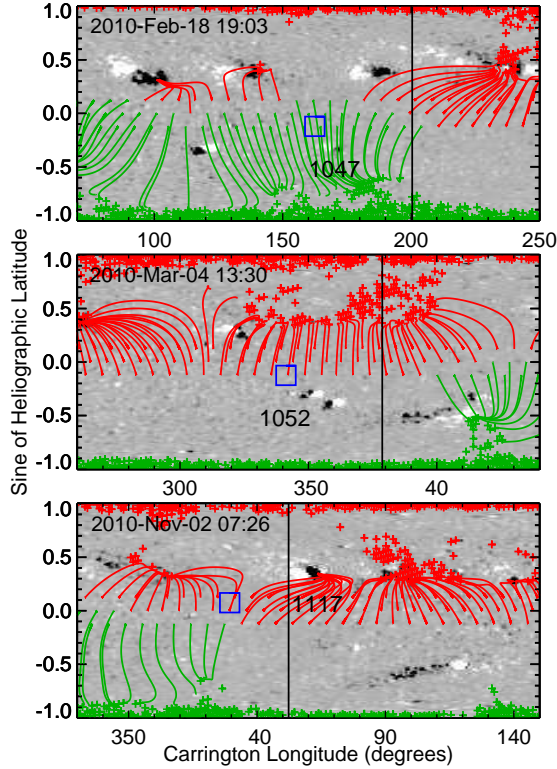 2010-Feb-18 19:03
1.0
0.5
0.0
-0.5
-1.0
1047
100 150 200 250
2010-Mar-04 13:30
1.0
0.5
0.0
-0.5
-1.0
1052
300 350 40
Sine of Heliographic Latitude
2010-Nov-02 07:26
1.0
0.5
0.0
-0.5
-1.0
1117
350 40 90 140
Carrington Longitude (degrees)